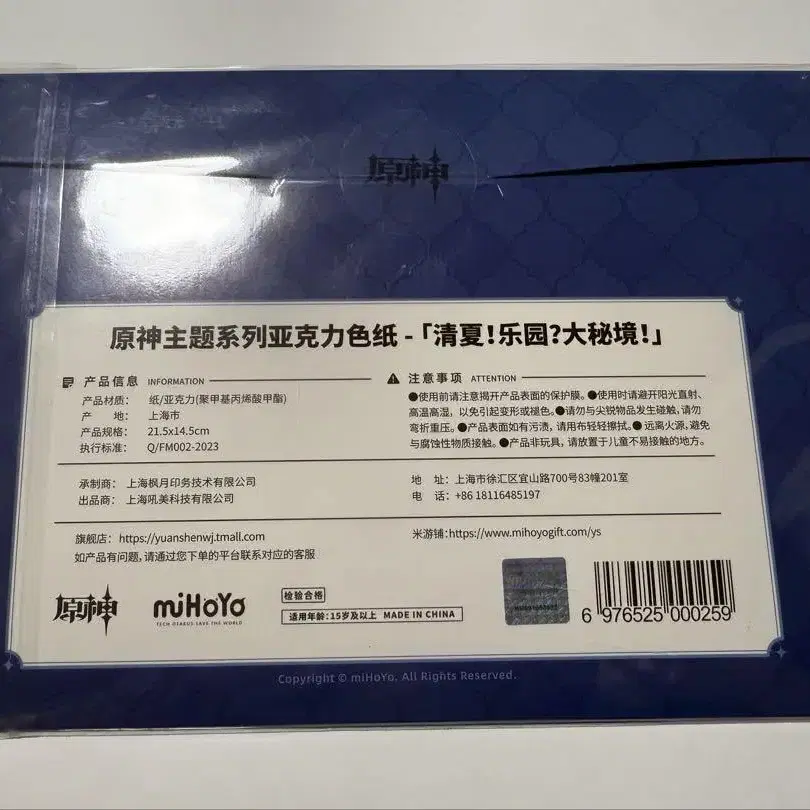 原神
原神主题系列亚克力色纸 - 「清夏!乐园?大秘境!」
产品信息 INFORMATION
产品材质: 纸/亚克力(聚甲基丙烯酸甲酯)
产 地: 上海市
产品规格: 21.5x14.5cm
执行标准: Q/FM002-2023
注意事项 ATTENTION
●使用前请注意揭开产品表面的保护膜。●使用时请避开阳光直射、
高温高湿,以免引起变形或褪色。●请勿与尖锐物品发生碰触,请勿
弯折重压。●产品表面如有污渍,请用布轻轻擦拭。●远离火源,避免
与腐蚀性物质接触。●产品非玩具,请放置于儿童不易接触的地方。
承制商: 上海枫月印务技术有限公司
出品商: 上海吼美科技有限公司
地 址: 上海市徐汇区宜山路700号83幢201室
电 话: +86 18116485197
旗舰店: https://yuanshenwj.tmall.com
米游铺:https://www.mihoyogift.com/ys
如产品有问题,请通过您下单的平台联系对应的客服
原神
miHoYo
TECH OTAKUS SAVE THE WORLD
检验合格
适用年龄:15岁及以上 MADE IN CHINA
6 976525 000259
Copyright © miHoYo. All Rights Reserved.